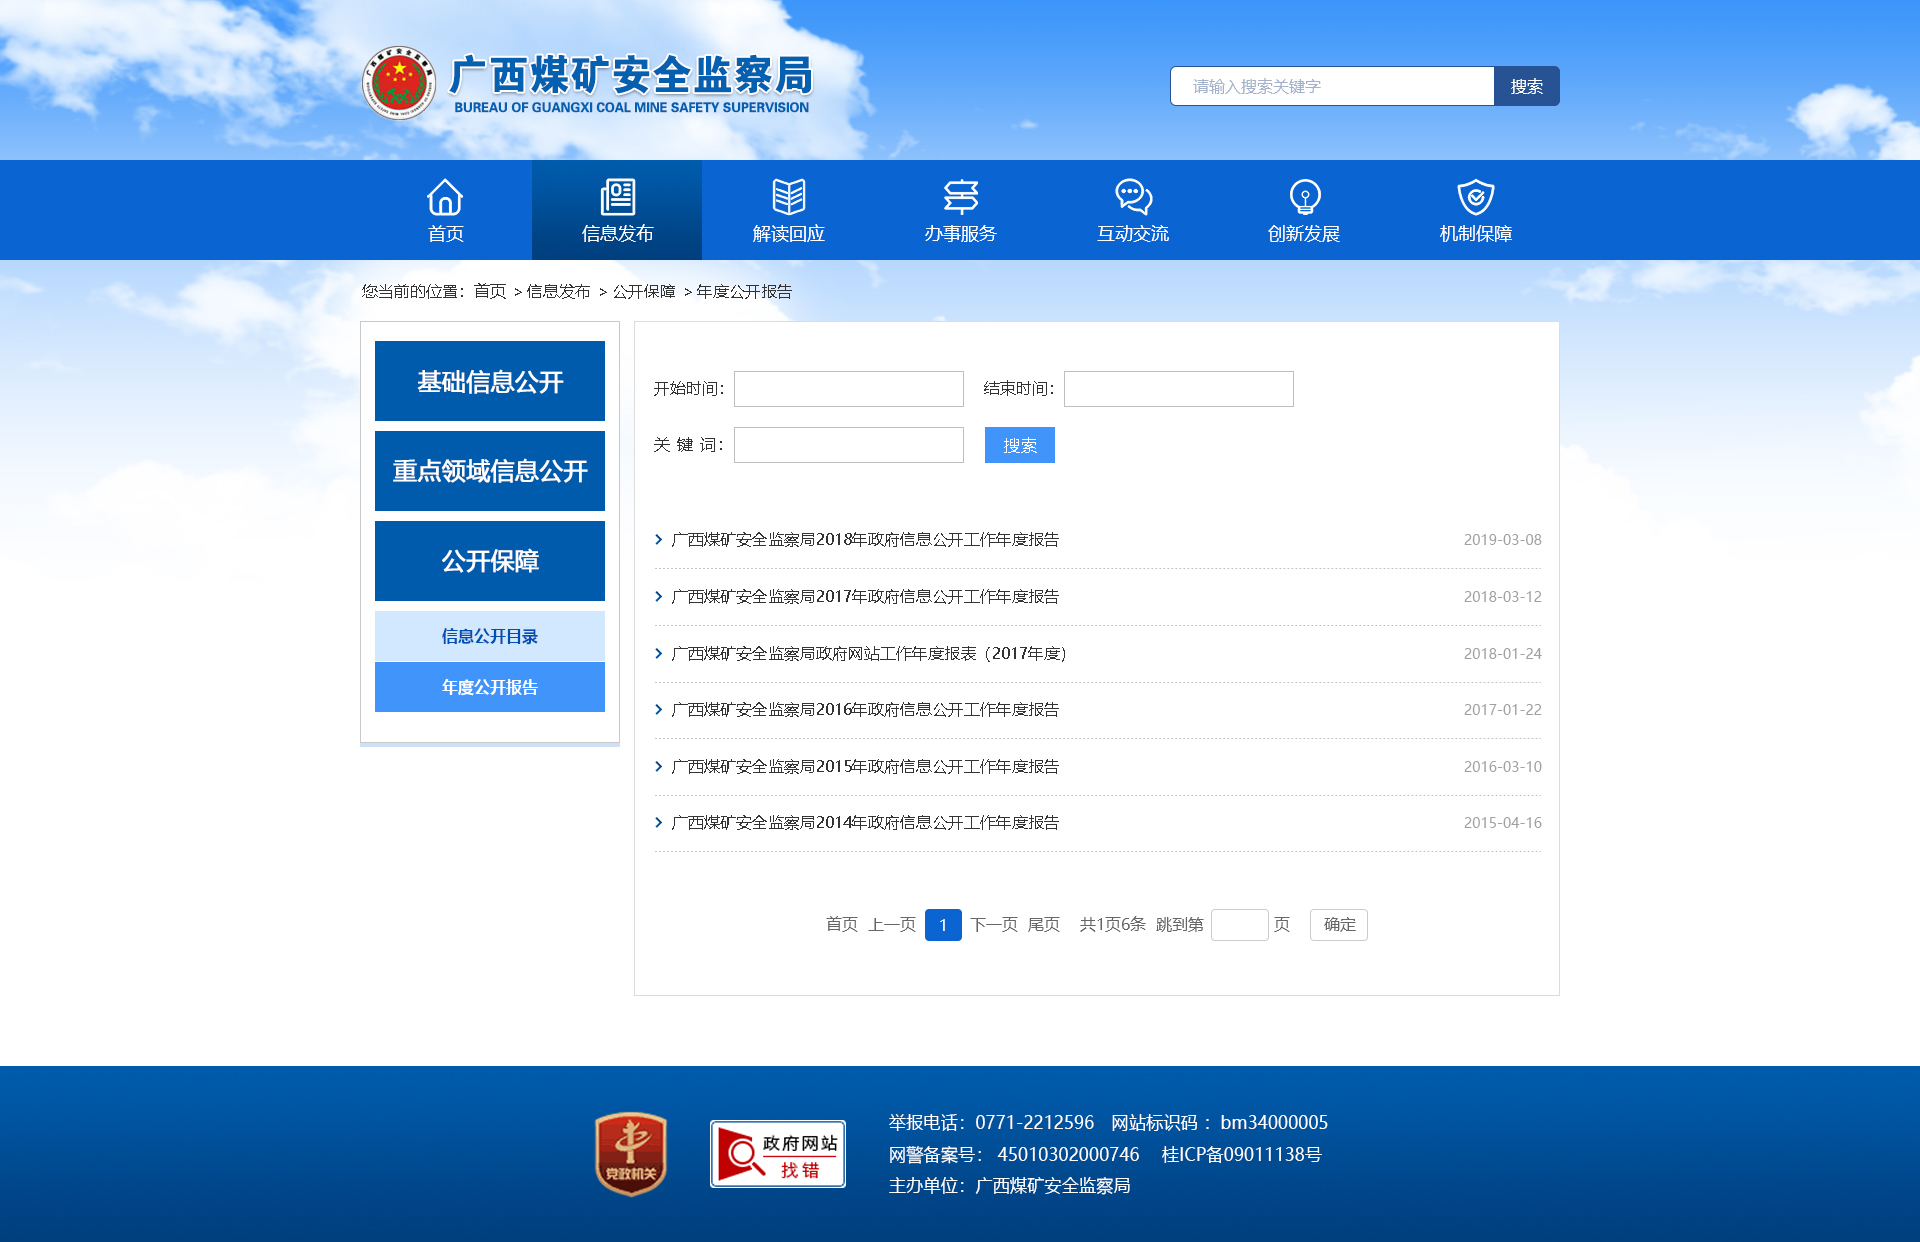 广西煤矿安全监察局
BUREAU OF GUANGXI COAL MINE SAFETY SUPERVISION
请输入搜索关键字 搜索
首页 信息发布 解读回应 办事服务 互动交流 创新发展 机制保障
您当前的位置：首页 > 信息发布 > 公开保障 > 年度公开报告
基础信息公开
重点领域信息公开
公开保障
信息公开目录
年度公开报告
开始时间： 结束时间：
关 键 词： 搜索
广西煤矿安全监察局2018年政府信息公开工作年度报告 2019-03-08
广西煤矿安全监察局2017年政府信息公开工作年度报告 2018-03-12
广西煤矿安全监察局政府网站工作年度报表（2017年度） 2018-01-24
广西煤矿安全监察局2016年政府信息公开工作年度报告 2017-01-22
广西煤矿安全监察局2015年政府信息公开工作年度报告 2016-03-10
广西煤矿安全监察局2014年政府信息公开工作年度报告 2015-04-16
首页 上一页 1 下一页 尾页 共1页6条 跳到第 页 确定
党政机关
政府网站
找错
举报电话：0771-2212596 网站标识码 ：bm34000005
网警备案号： 45010302000746 桂ICP备09011138号
主办单位：广西煤矿安全监察局